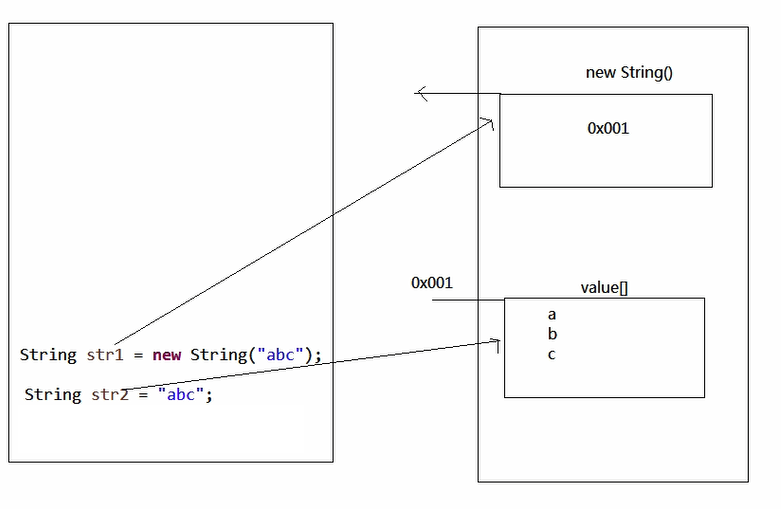 new String()
0x001
0x001
value[]
a
b
c
String str1 = new String("abc");
String str2 = "abc";